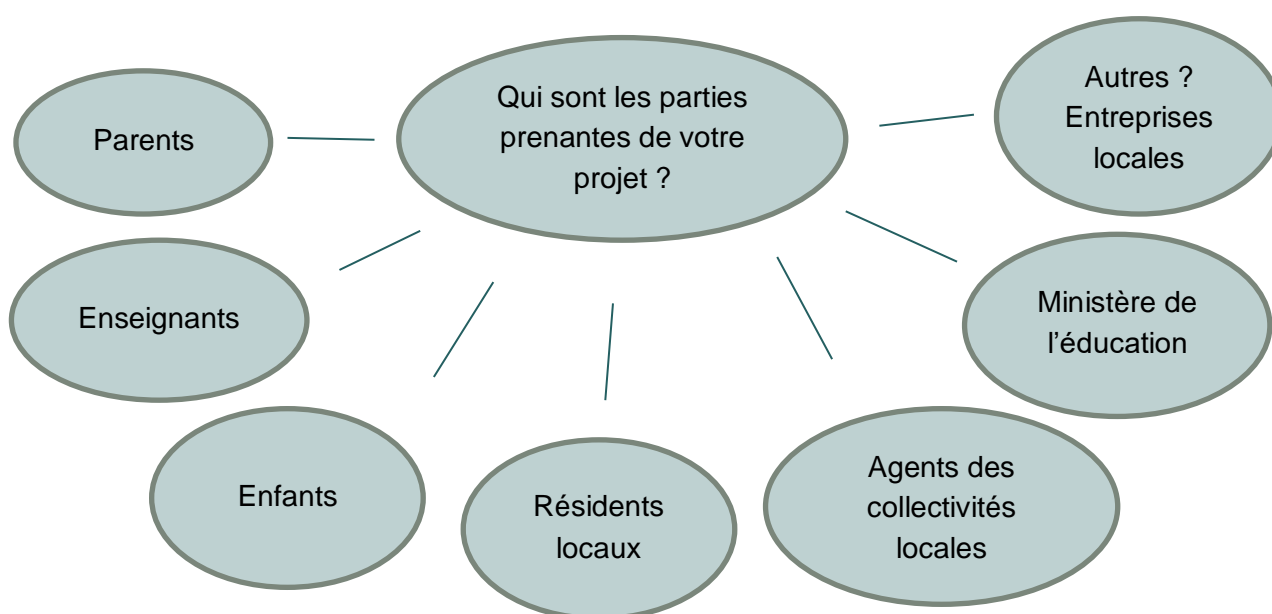 Qui sont les parties
prenantes de votre
projet ?
Parents
Enseignants
Enfants
Résidents
locaux
Agents des
collectivités
locales
Ministère de
l’éducation
Autres ?
Entreprises
locales